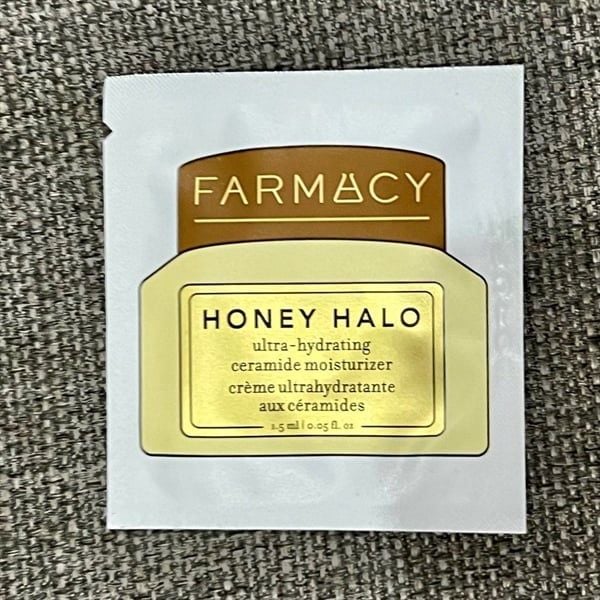 FARMACY
HONEY HALO
ultra-hydrating
ceramide moisturizer
crème ultrahydratante
aux céramides
1.5 ml | 0.05 fl. oz